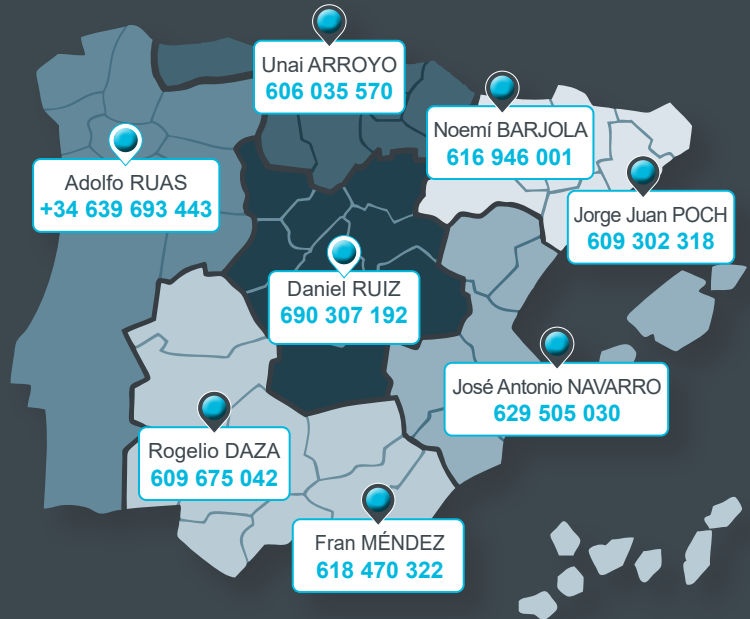 Unai ARROYO
606 035 570
Noemí BARJOLA
616 946 001
Adolfo RUAS
+34 639 693 443
Jorge Juan POCH
609 302 318
Daniel RUIZ
690 307 192
José Antonio NAVARRO
629 505 030
Rogelio DAZA
609 675 042
Fran MÉNDEZ
618 470 322